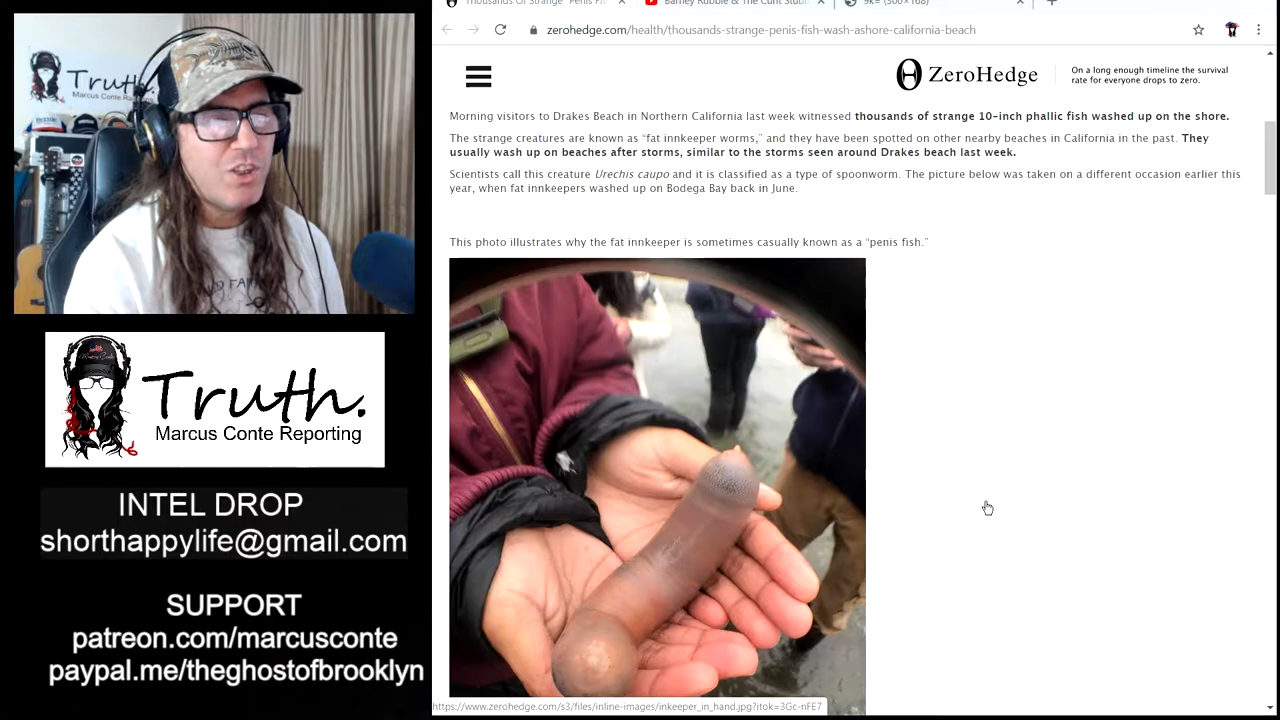 Thousands Of Strange "Penis Fi
Barney Rubble & The Cunt Stubb
9k= (300×168)
zerohedge.com/health/thousands-strange-penis-fish-wash-ashore-california-beach
Truth.
Marcus Conte Reporting
ZeroHedge
On a long enough timeline the survival
rate for everyone drops to zero.
Morning visitors to Drakes Beach in Northern California last week witnessed thousands of strange 10-inch phallic fish washed up on the shore.
The strange creatures are known as “fat innkeeper worms,” and they have been spotted on other nearby beaches in California in the past. They
usually wash up on beaches after storms, similar to the storms seen around Drakes beach last week.
Scientists call this creature Urechis caupo and it is classified as a type of spoonworm. The picture below was taken on a different occasion earlier this
year, when fat innkeepers washed up on Bodega Bay back in June.
This photo illustrates why the fat innkeeper is sometimes casually known as a “penis fish.”
Truth.
Marcus Conte Reporting
INTEL DROP
shorthappylife@gmail.com
SUPPORT
patreon.com/marcusconte
paypal.me/theghostofbrooklyn
https://www.zerohedge.com/s3/files/inline-images/inkeeper_in_hand.jpg?itok=3Gc-nFE7